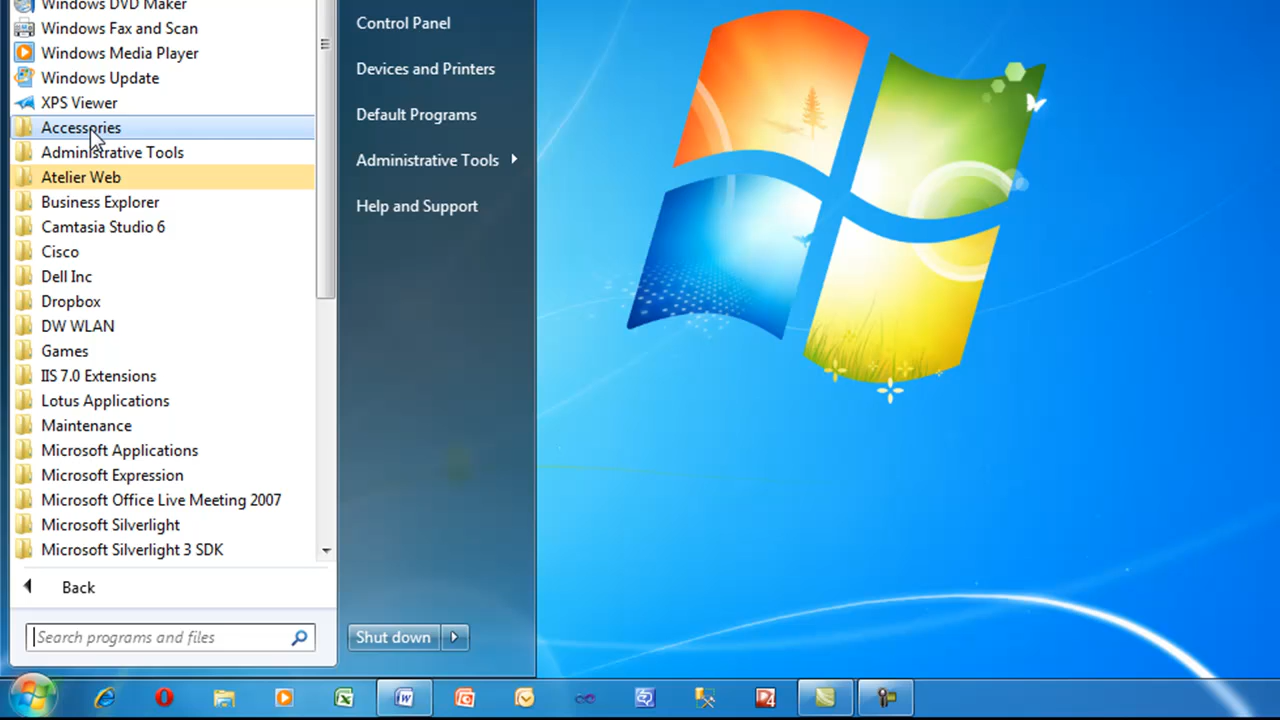 Windows DVD Maker
Windows Fax and Scan
Windows Media Player
Windows Update
XPS Viewer
Accessories
Administrative Tools
Atelier Web
Business Explorer
Camtasia Studio 6
Cisco
Dell Inc
Dropbox
DW WLAN
Games
IIS 7.0 Extensions
Lotus Applications
Maintenance
Microsoft Applications
Microsoft Expression
Microsoft Office Live Meeting 2007
Microsoft Silverlight
Microsoft Silverlight 3 SDK
Back
Search programs and files
Control Panel
Devices and Printers
Default Programs
Administrative Tools
Help and Support
Shut down